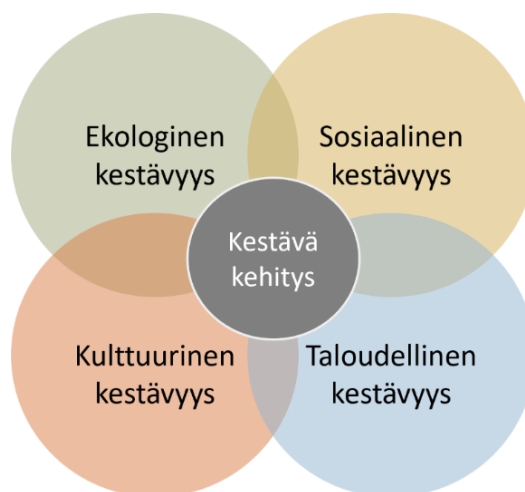 Ekologinen
kestävyys
Sosiaalinen
kestävyys
Kestävä
kehitys
Kulttuurinen
kestävyys
Taloudellinen
kestävyys